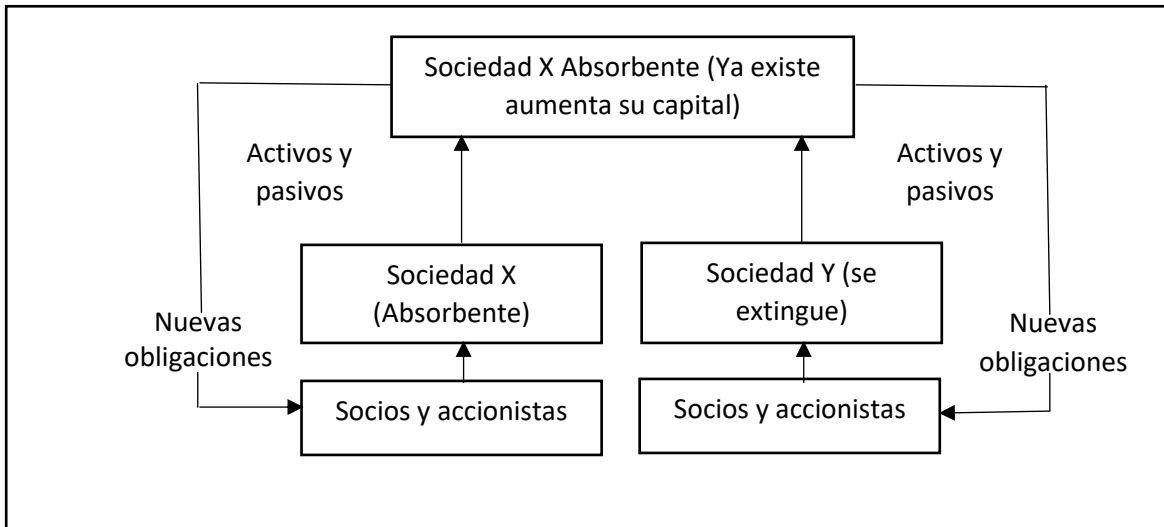 Sociedad X Absorbente (Ya existe
aumenta su capital)
Activos y
pasivos
Activos y
pasivos
Sociedad X
(Absorbente)
Sociedad Y (se
extingue)
Nuevas
obligaciones
Nuevas
obligaciones
Socios y accionistas
Socios y accionistas